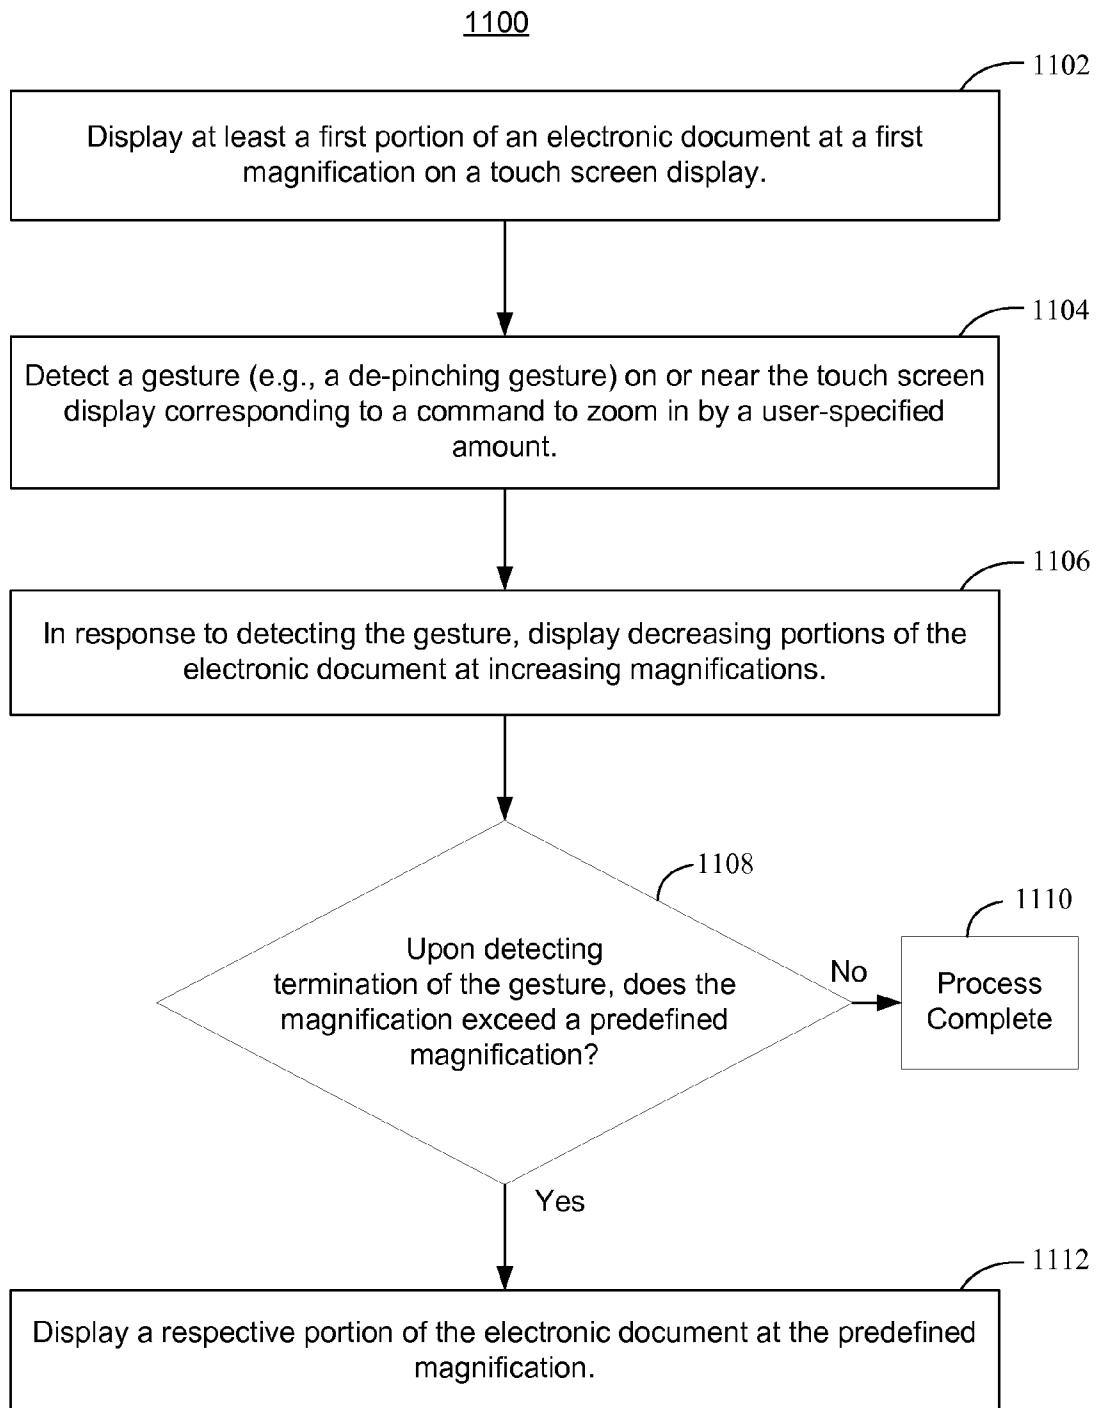 1100
1102
Display at least a first portion of an electronic document at a first
magnification on a touch screen display.
1104
Detect a gesture (e.g., a de-pinching gesture) on or near the touch screen
display corresponding to a command to zoom in by a user-specified
amount.
1106
In response to detecting the gesture, display decreasing portions of the
electronic document at increasing magnifications.
1108
Upon detecting
termination of the gesture, does the
magnification exceed a predefined
magnification?
No
1110
Process
Complete
Yes
1112
Display a respective portion of the electronic document at the predefined
magnification.